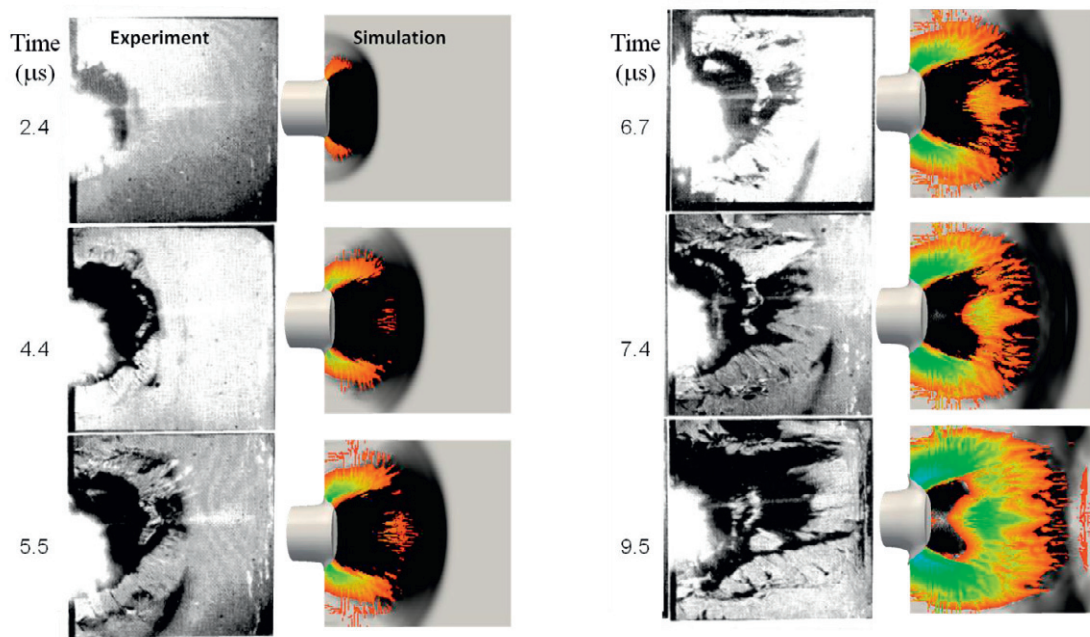 Time
(μs)
Experiment
Simulation
2.4
4.4
5.5
Time
(μs)
6.7
7.4
9.5